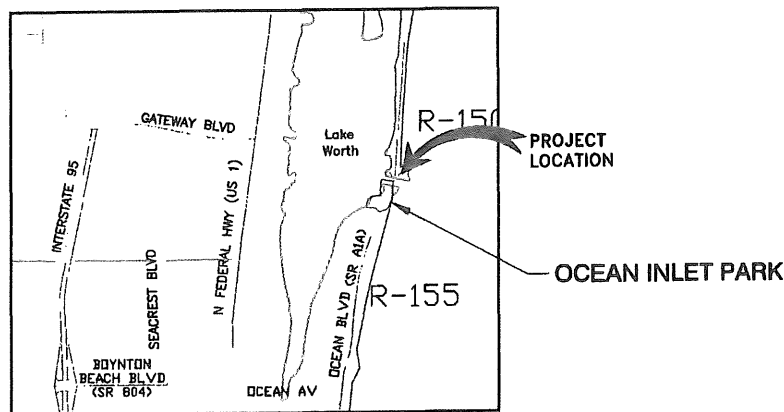 GATEWAY BLVD
Lake
Worth
R-150
PROJECT
LOCATION
INTERSTATE 95
N FEDERAL HWY (US 1)
SEACREST BLVD
OCEAN BLVD (SR A1A)
OCEAN INLET PARK
R-155
BOYNTON
BEACH BLVD
(SR 804)
OCEAN AV